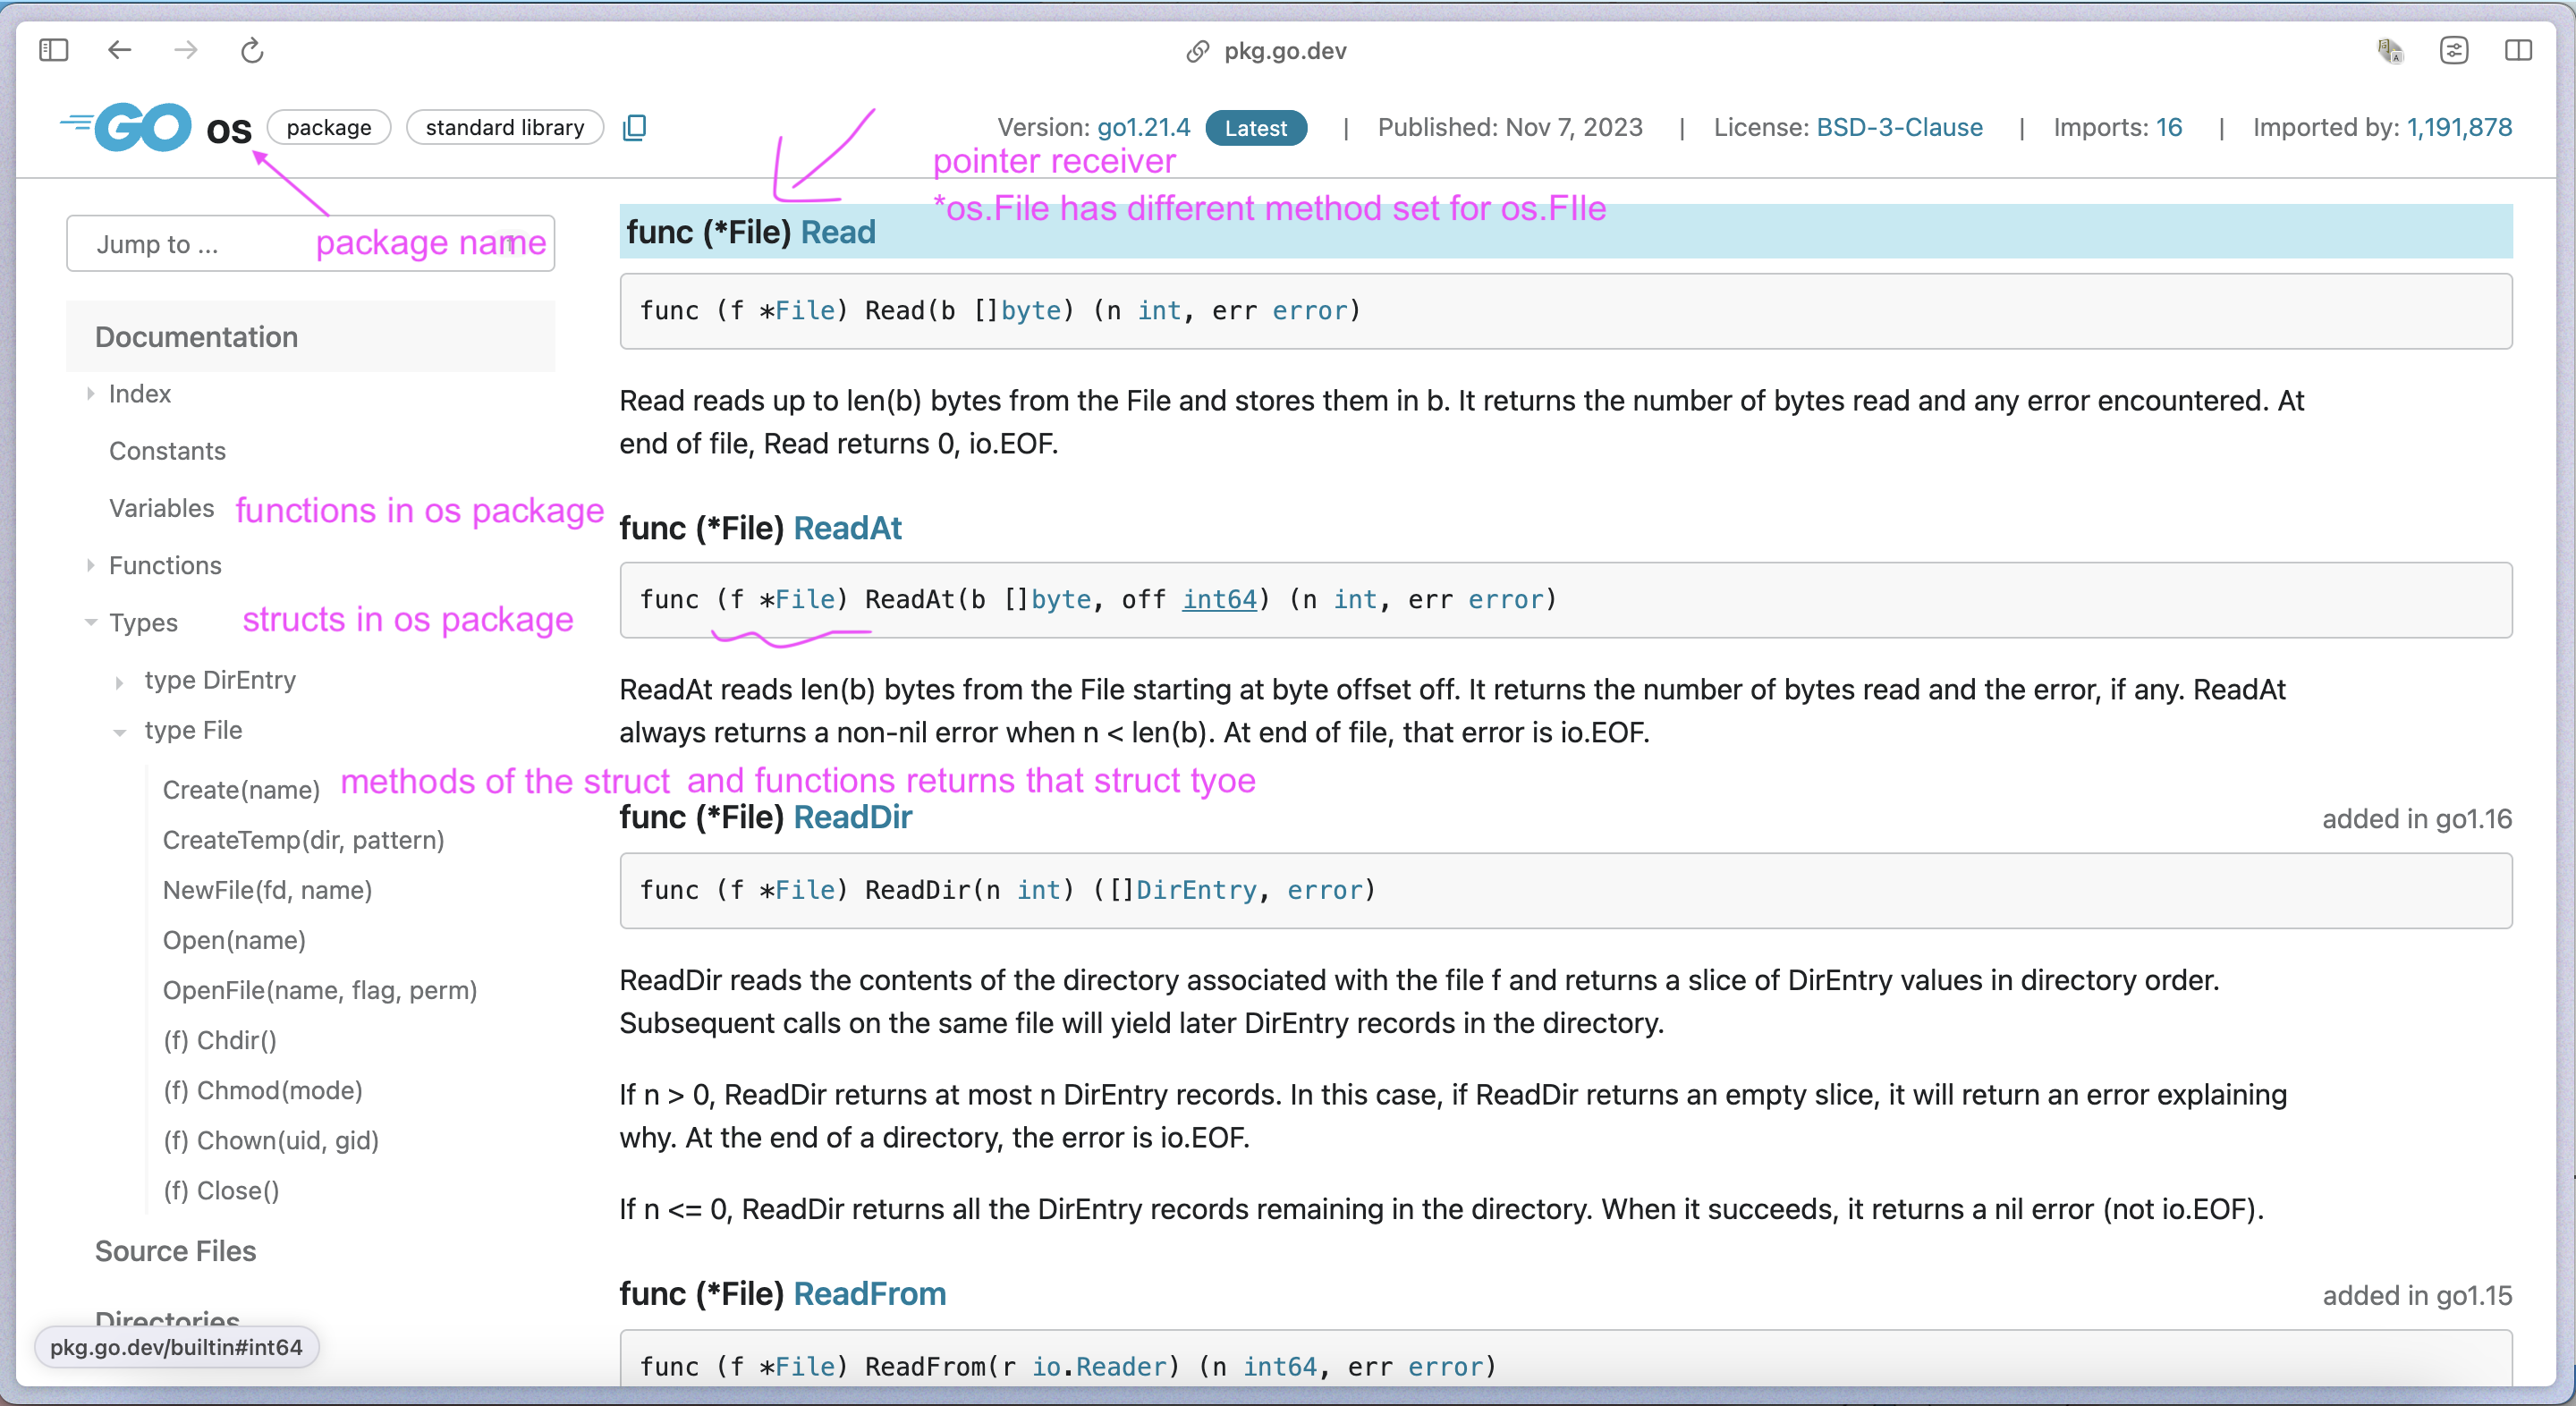 pkg.go.dev
GO os package standard library Version: go1.21.4 Latest | Published: Nov 7, 2023 | License: BSD-3-Clause | Imports: 16 | Imported by: 1,191,878
pointer receiver
*os.File has different method set for os.FIle
Jump to ...
package name
Documentation
Index
Constants
Variables
functions in os package
Functions
Types
structs in os package
type DirEntry
type File
Create(name)
methods of the struct and functions returns that struct tyoe
CreateTemp(dir, pattern)
NewFile(fd, name)
Open(name)
OpenFile(name, flag, perm)
(f) Chdir()
(f) Chmod(mode)
(f) Chown(uid, gid)
(f) Close()
Source Files
Directories
pkg.go.dev/builtin#int64
func (*File) Read
func (f *File) Read(b []byte) (n int, err error)
Read reads up to len(b) bytes from the File and stores them in b. It returns the number of bytes read and any error encountered. At
end of file, Read returns 0, io.EOF.
func (*File) ReadAt
func (f *File) ReadAt(b []byte, off int64) (n int, err error)
ReadAt reads len(b) bytes from the File starting at byte offset off. It returns the number of bytes read and the error, if any. ReadAt
always returns a non-nil error when n < len(b). At end of file, that error is io.EOF.
func (*File) ReadDir added in go1.16
func (f *File) ReadDir(n int) ([]DirEntry, error)
ReadDir reads the contents of the directory associated with the file f and returns a slice of DirEntry values in directory order.
Subsequent calls on the same file will yield later DirEntry records in the directory.
If n > 0, ReadDir returns at most n DirEntry records. In this case, if ReadDir returns an empty slice, it will return an error explaining
why. At the end of a directory, the error is io.EOF.
If n <= 0, ReadDir returns all the DirEntry records remaining in the directory. When it succeeds, it returns a nil error (not io.EOF).
func (*File) ReadFrom added in go1.15
func (f *File) ReadFrom(r io.Reader) (n int64, err error)